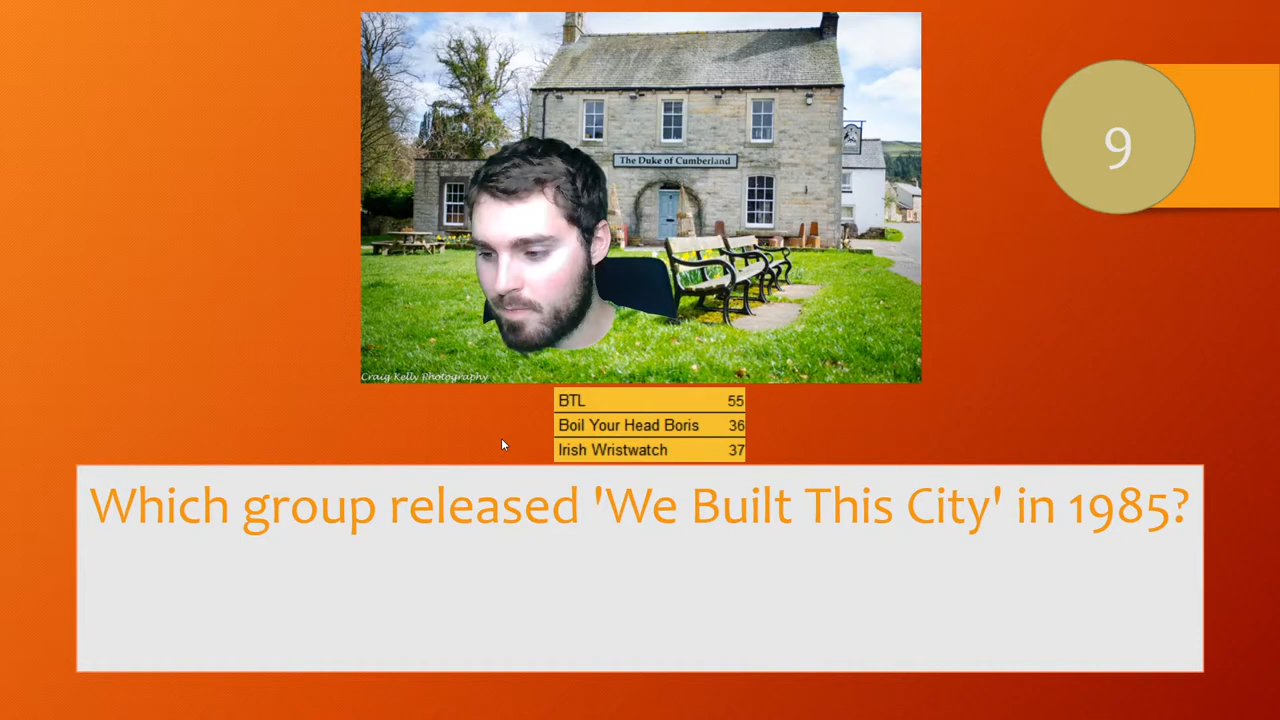 The Duke of Cumberland
9
Craig Kelly Photography
BTL 55
Boil Your Head Boris 36
Irish Wristwatch 37
Which group released 'We Built This City' in 1985?